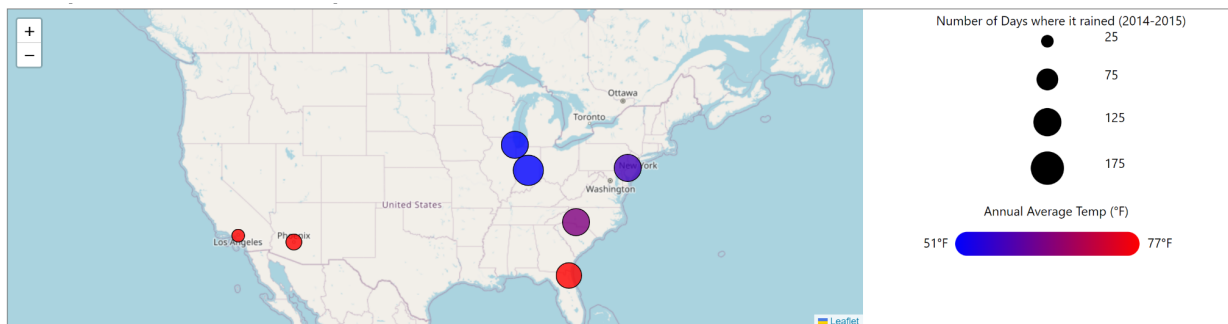 +
−
Ottawa
Toronto
New York
Washington
United States
Los Angeles
Phoenix
Leaflet
Number of Days where it rained (2014-2015)
25
75
125
175
Annual Average Temp (°F)
51°F
77°F